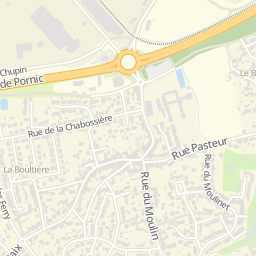 Chupin
de Pornic
Le B
Rue de la Chabossière
Rue Pasteur
La Boultière
Rue du Moulinet
Rue du Moulin
Ferry
aix